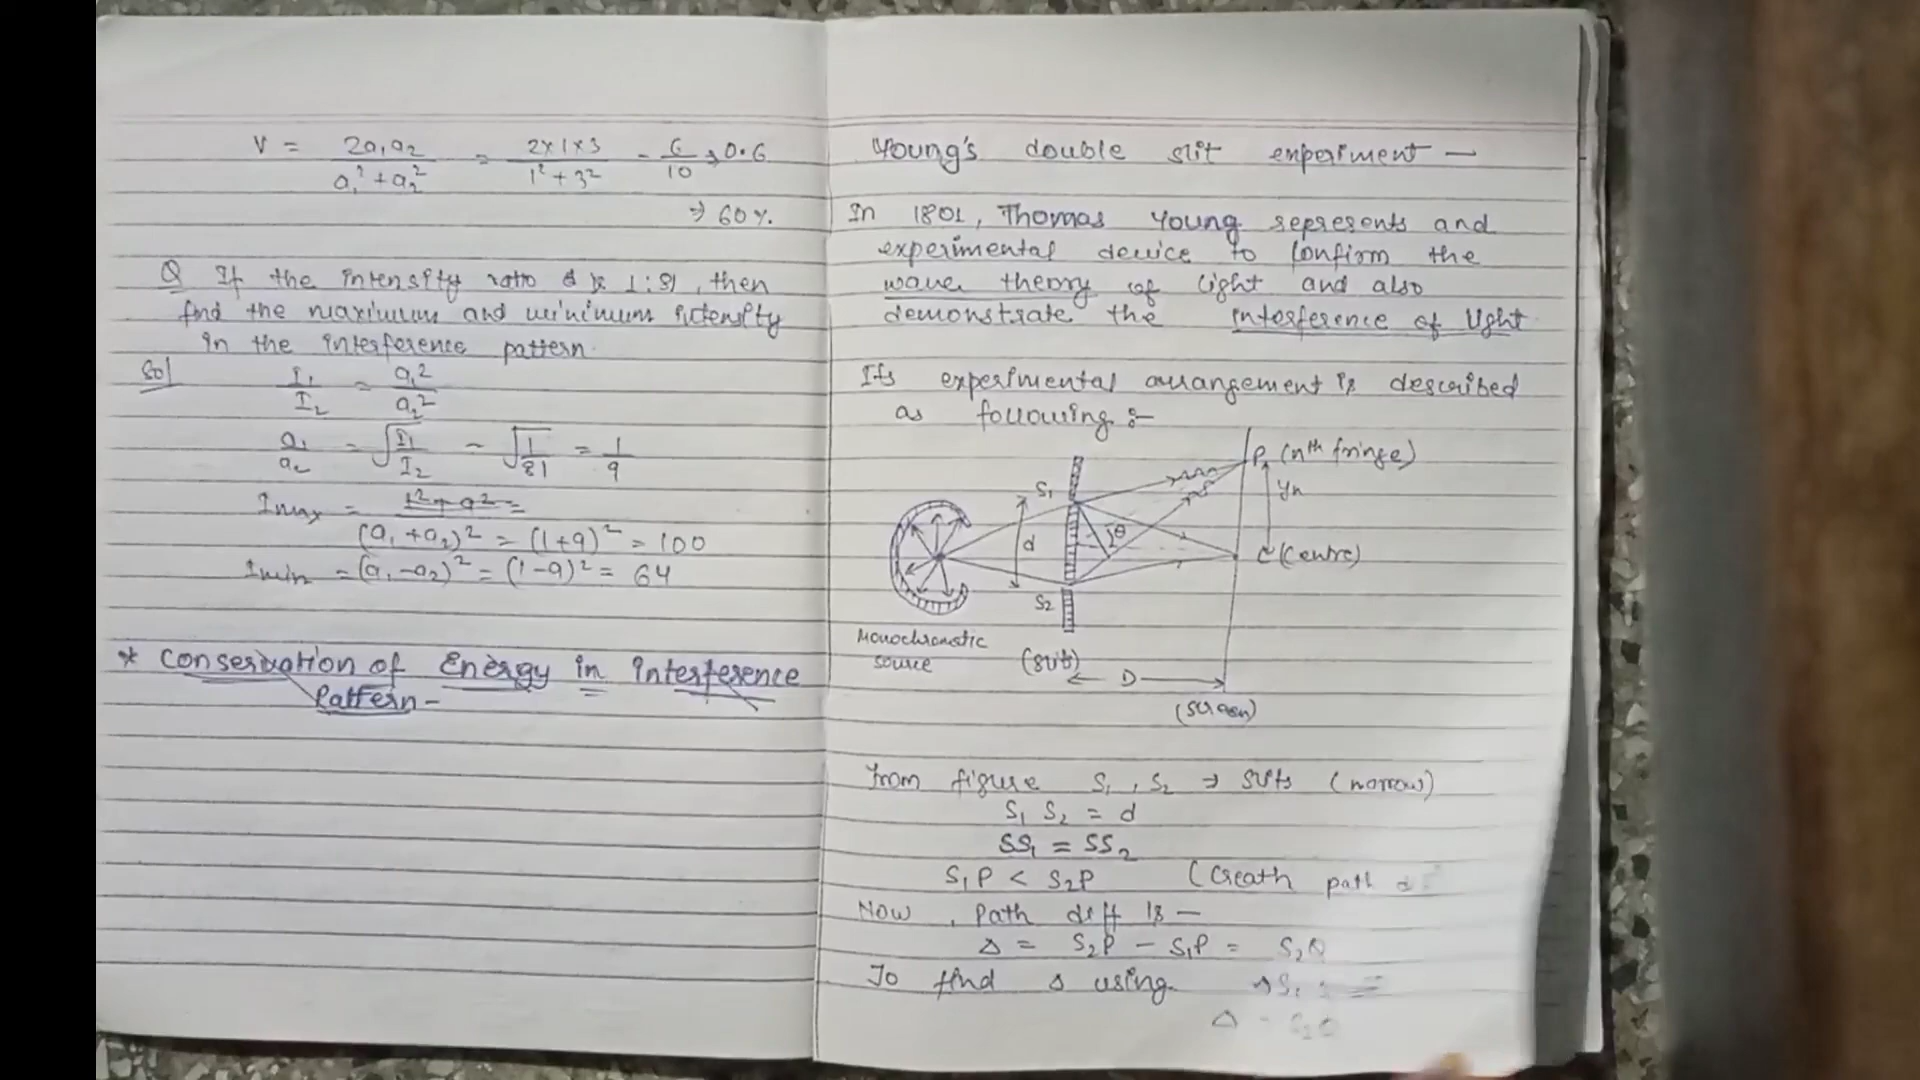 V = 2a₁a₂ / a₁² + a₂² = 2×1×3 / 1² + 3² = 6/10 → 0.6
⇒ 60%.
Q If the intensity ratio is 1:81, then
find the maximum and minimum intensity
in the interference pattern.
Sol I₁/I₂ = a₁²/a₂²
a₁/a₂ = √I₁/I₂ = √1/81 = 1/9
Imax = 1² + 9² =
(a₁ + a₂)² = (1+9)² = 100
Imin = (a₁ - a₂)² = (1-9)² = 64
* Conservation of Energy in Interference
Pattern -
Young's double slit experiment —
In 1801, Thomas Young represents and
experimental device to confirm the
wave theory of light and also
demonstrate the interference of light
Its experimental arrangement is described
as following :-
P (nth fringe)
S₁
yn
d
θ
C (Centre)
S₂
Monochromatic
source
(slits)
D
(screen)
From figure S₁, S₂ ⇒ slits (narrow)
S₁ S₂ = d
SS₁ = SS₂
S₁P < S₂P (Creath path
Now, Path diff is —
Δ = S₂P - S₁P = S₂Q
To find Δ using